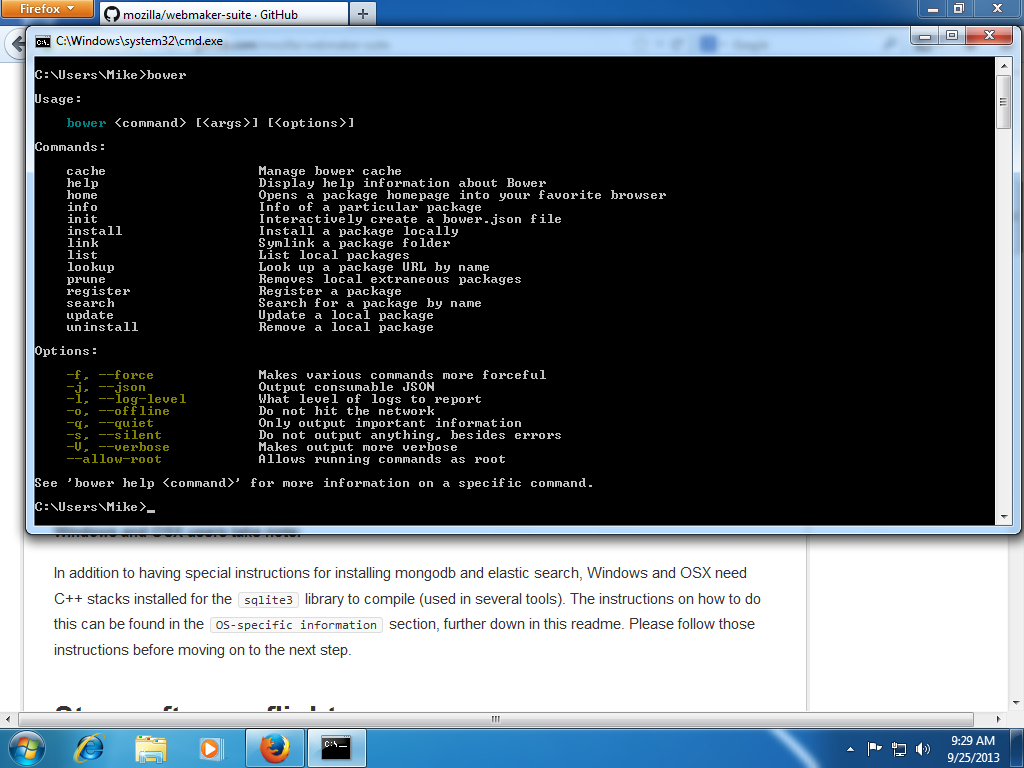 Firefox
mozilla/webmaker-suite · GitHub
C:\Windows\system32\cmd.exe
C:\Users\Mike>bower
Usage:
bower <command> [<args>] [<options>]
Commands:
cache Manage bower cache
help Display help information about Bower
home Opens a package homepage into your favorite browser
info Info of a particular package
init Interactively create a bower.json file
install Install a package locally
link Symlink a package folder
list List local packages
lookup Look up a package URL by name
prune Removes local extraneous packages
register Register a package
search Search for a package by name
update Update a local package
uninstall Remove a local package
Options:
-f, --force Makes various commands more forceful
-j, --json Output consumable JSON
-l, --log-level What level of logs to report
-o, --offline Do not hit the network
-q, --quiet Only output important information
-s, --silent Do not output anything, besides errors
-V, --verbose Makes output more verbose
--allow-root Allows running commands as root
See 'bower help <command>' for more information on a specific command.
C:\Users\Mike>_
Windows and OSX users take note:
In addition to having special instructions for installing mongodb and elastic search, Windows and OSX need
C++ stacks installed for the sqlite3 library to compile (used in several tools). The instructions on how to do
this can be found in the OS-specific information section, further down in this readme. Please follow those
instructions before moving on to the next step.
9:29 AM
9/25/2013